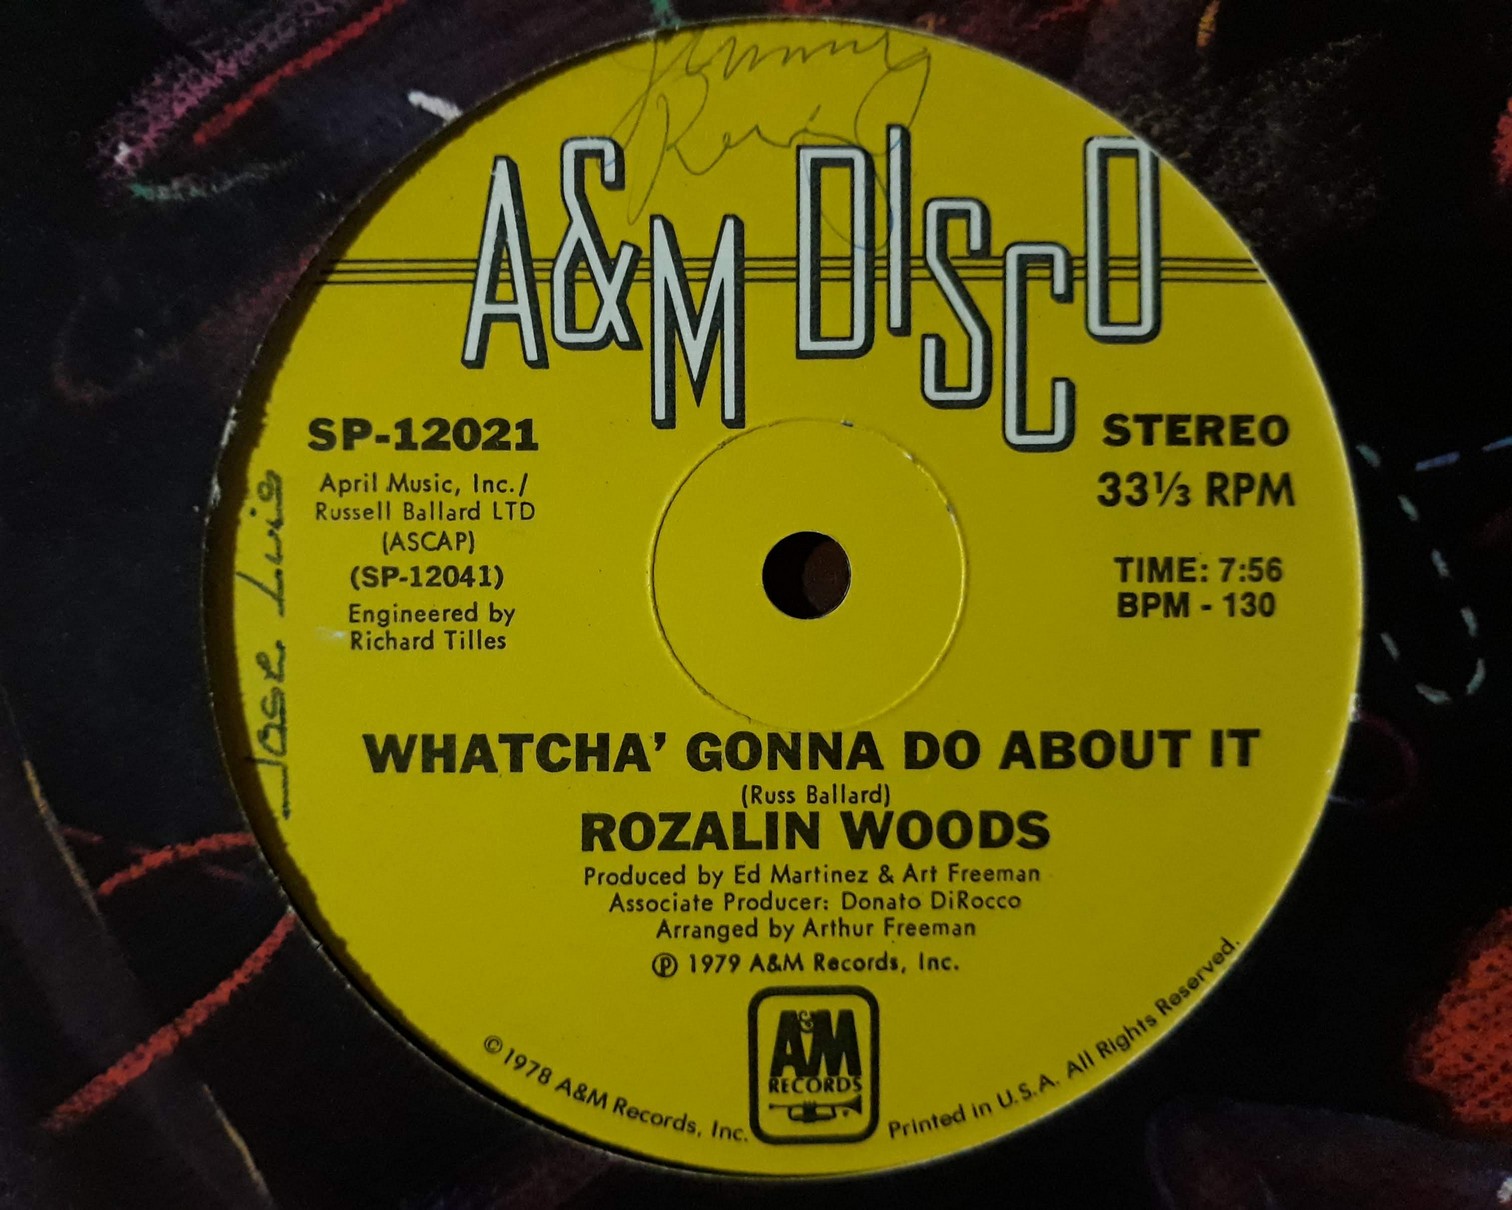 Jimmy
A&M DISCO
SP-12021
April Music, Inc./
Russell Ballard LTD
(ASCAP)
(SP-12041)
Engineered by
Richard Tilles
STEREO
33⅓ RPM
TIME: 7:56
BPM - 130
Jose Luis
WHATCHA' GONNA DO ABOUT IT
(Russ Ballard)
ROZALIN WOODS
Produced by Ed Martinez & Art Freeman
Associate Producer: Donato DiRocco
Arranged by Arthur Freeman
℗ 1979 A&M Records, Inc.
A&M
RECORDS
© 1978 A&M Records, Inc.
Printed in U.S.A. All Rights Reserved.